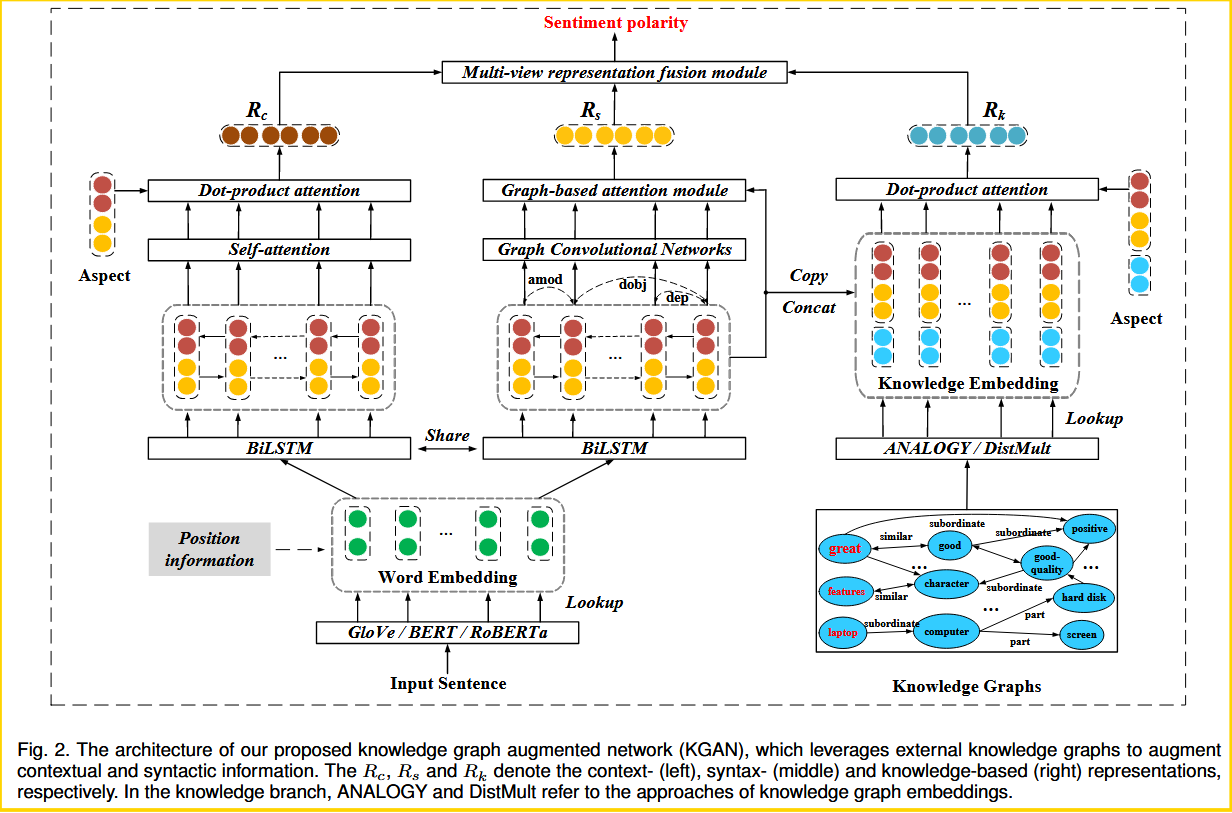 Sentiment polarity
Multi-view representation fusion module
Rc
Rs
Rk
Dot-product attention
Graph-based attention module
Dot-product attention
Self-attention
Graph Convolutional Networks
Aspect
amod
dobj
dep
Copy
Concat
Aspect
...
...
...
Knowledge Embedding
Lookup
BiLSTM
Share
BiLSTM
ANALOGY / DistMult
Position
information
...
Word Embedding
Lookup
GloVe / BERT / RoBERTa
Input Sentence
subordinate
positive
similar
subordinate
great
good
...
good-
quality
...
character
subordinate
features
similar
hard disk
...
laptop
subordinate
computer
part
screen
part
Knowledge Graphs
Fig. 2. The architecture of our proposed knowledge graph augmented network (KGAN), which leverages external knowledge graphs to augment
contextual and syntactic information. The Rc, Rs and Rk denote the context- (left), syntax- (middle) and knowledge-based (right) representations,
respectively. In the knowledge branch, ANALOGY and DistMult refer to the approaches of knowledge graph embeddings.